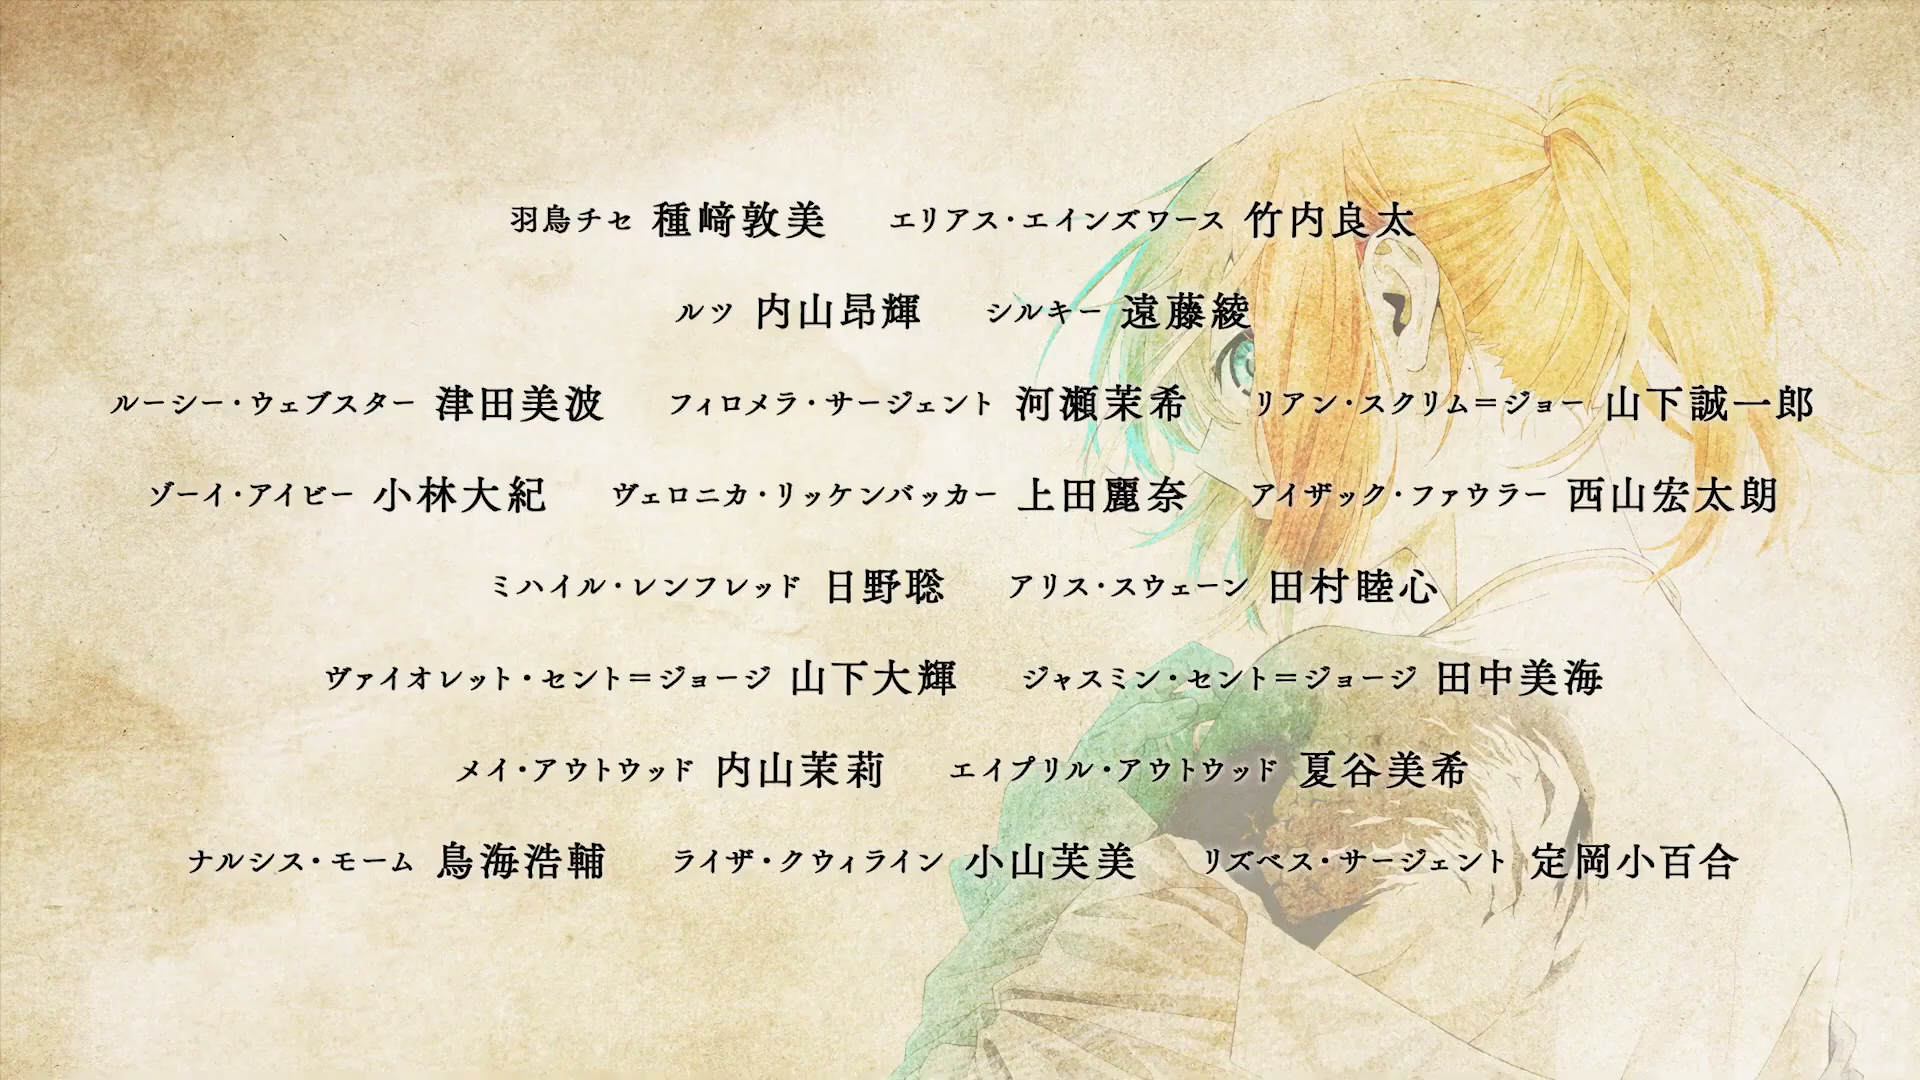 羽鳥チセ 種﨑敦美 エリアス・エインズワース 竹内良太
ルツ 内山昂輝 シルキー 遠藤綾
ルーシー・ウェブスター 津田美波 フィロメラ・サージェント 河瀬茉希 リアン・スクリム＝ジョー 山下誠一郎
ゾーイ・アイビー 小林大紀 ヴェロニカ・リッケンバッカー 上田麗奈 アイザック・ファウラー 西山宏太朗
ミハイル・レンフレッド 日野聡 アリス・スウェーン 田村睦心
ヴァイオレット・セント＝ジョージ 山下大輝 ジャスミン・セント＝ジョージ 田中美海
メイ・アウトウッド 内山茉莉 エイプリル・アウトウッド 夏谷美希
ナルシス・モーム 鳥海浩輔 ライザ・クウィライン 小山芙美 リズベス・サージェント 定岡小百合